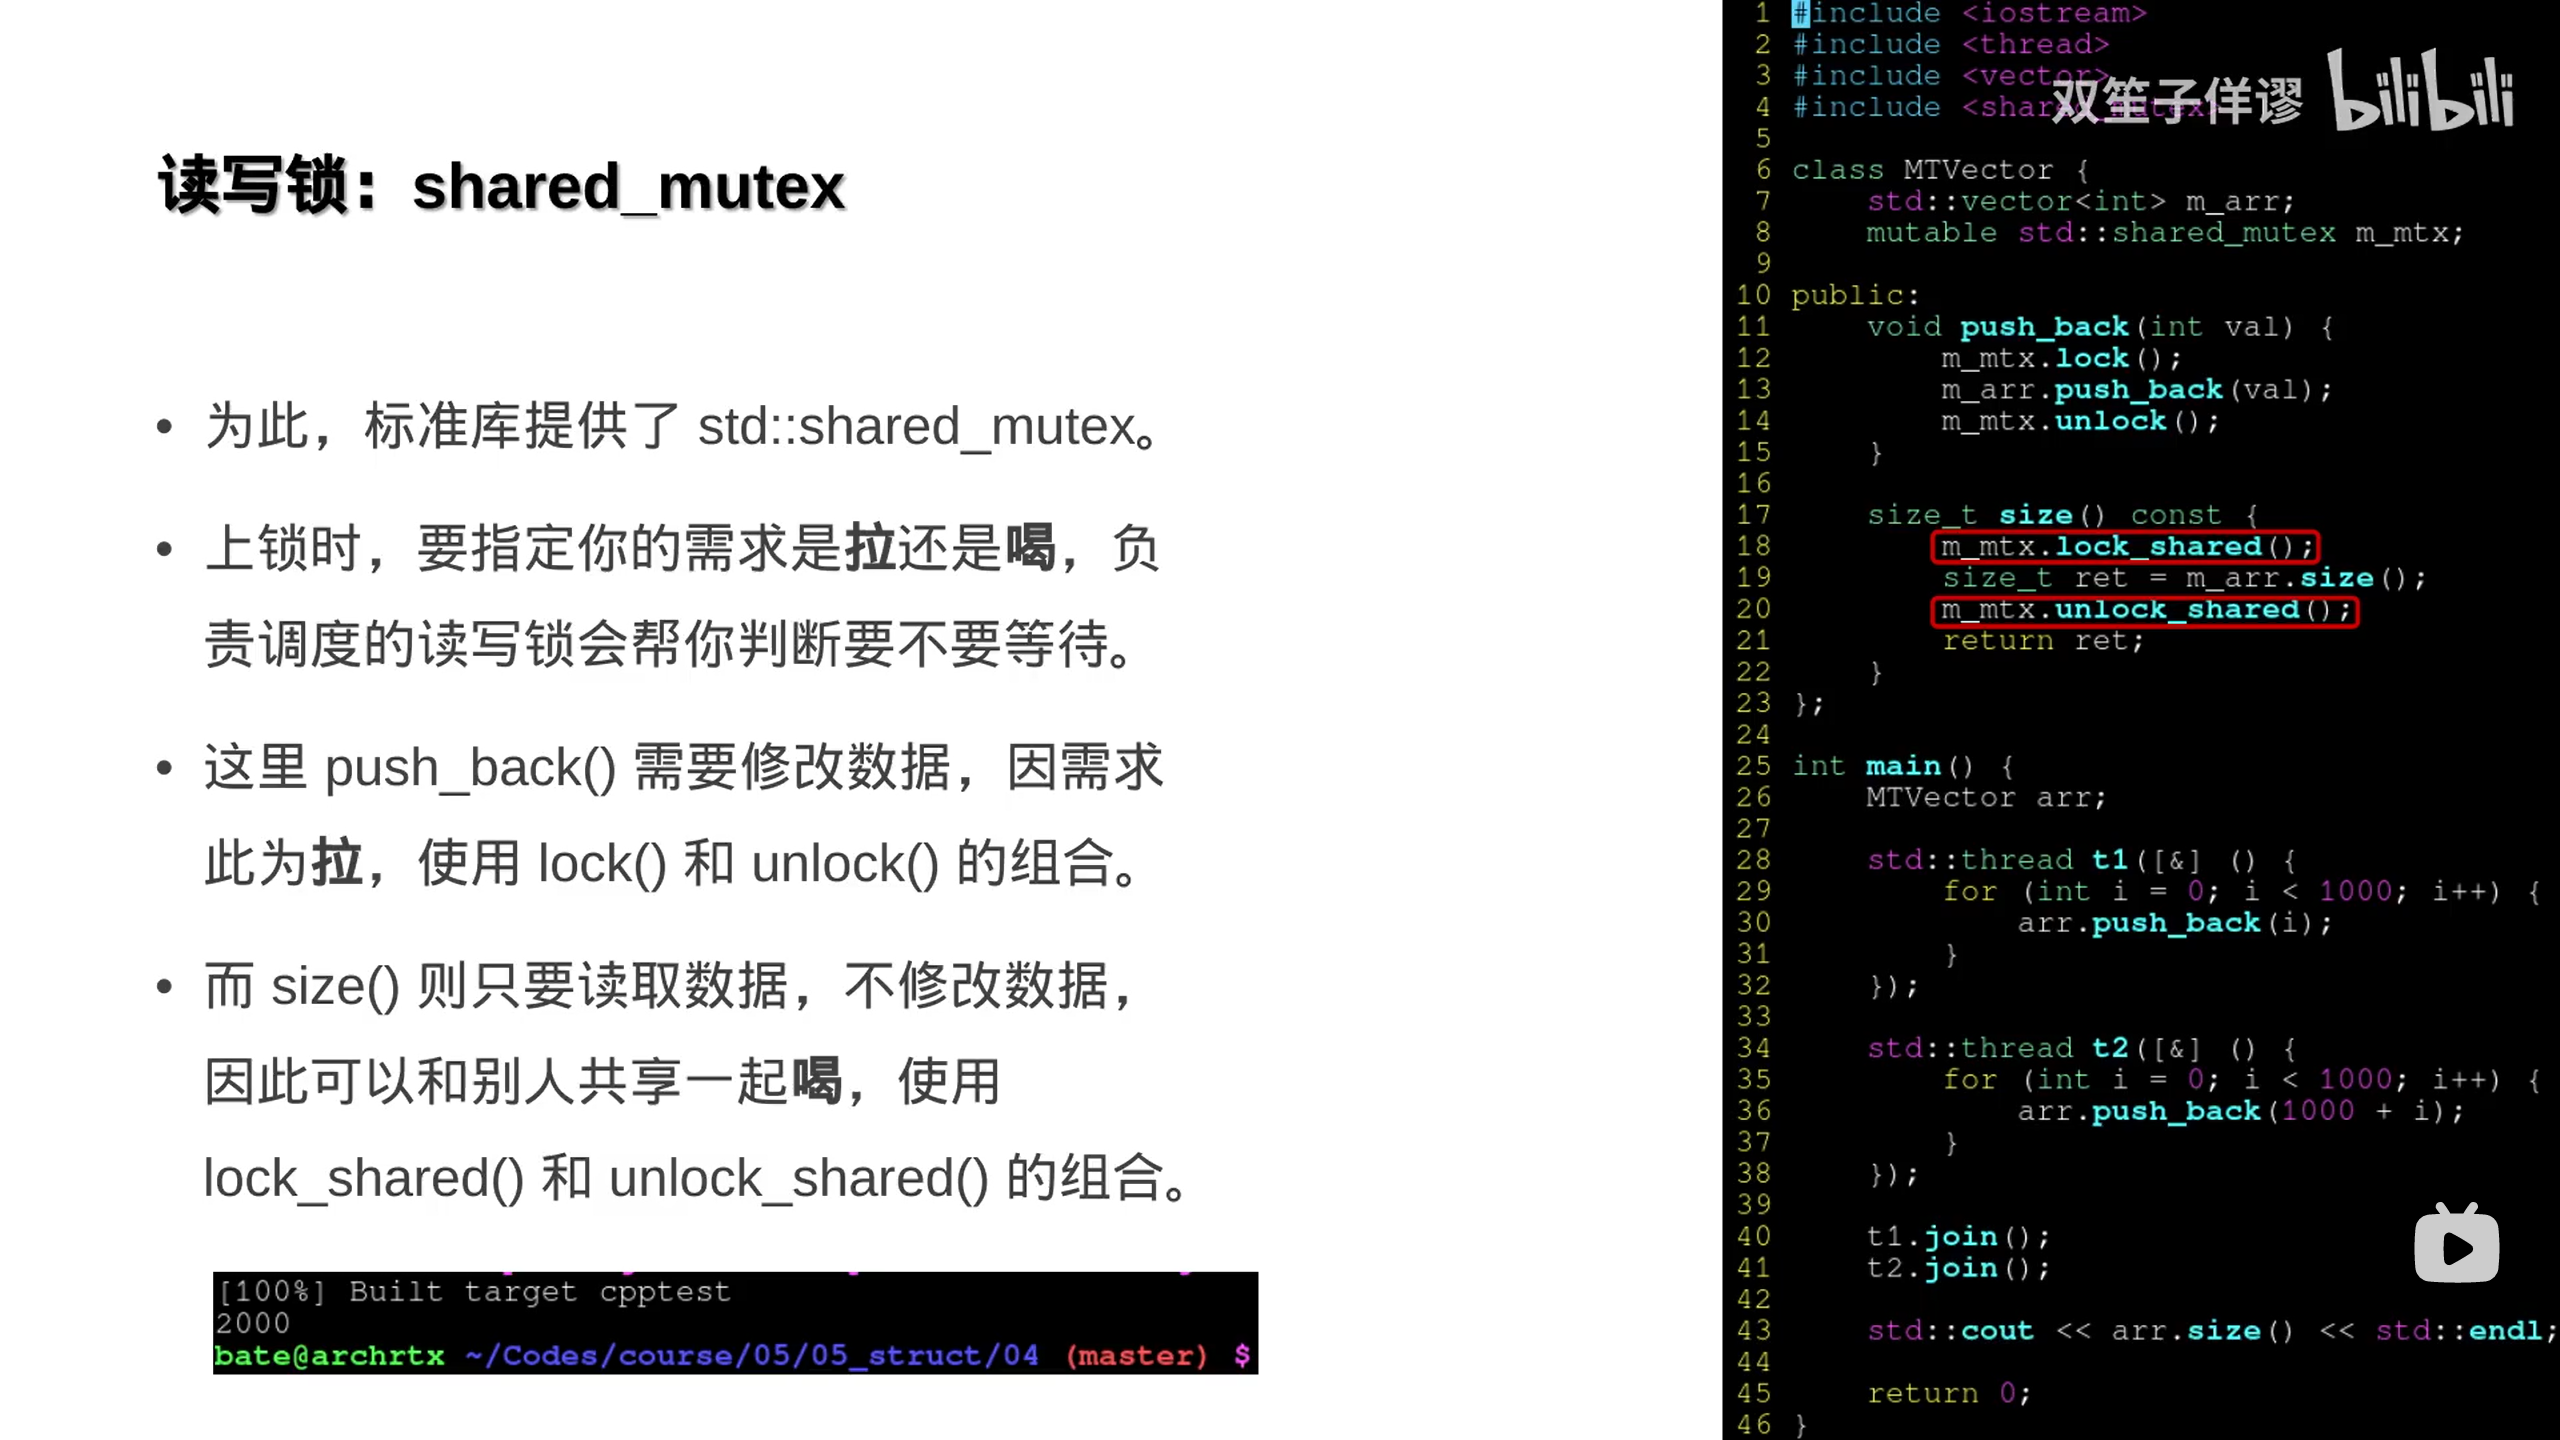 读写锁：shared_mutex
• 为此，标准库提供了 std::shared_mutex。
• 上锁时，要指定你的需求是拉还是喝，负
责调度的读写锁会帮你判断要不要等待。
• 这里 push_back() 需要修改数据，因需求
此为拉，使用 lock() 和 unlock() 的组合。
• 而 size() 则只要读取数据，不修改数据，
因此可以和别人共享一起喝，使用
lock_shared() 和 unlock_shared() 的组合。
[100%] Built target cpptest
2000
bate@archrtx ~/Codes/course/05/05_struct/04 (master) $
1 #include <iostream>
2 #include <thread>
3 #include <vector>
4 #include <shared_mutex>
双笙子佯谬 bilibili
5
6 class MTVector {
7     std::vector<int> m_arr;
8     mutable std::shared_mutex m_mtx;
9
10 public:
11     void push_back(int val) {
12         m_mtx.lock();
13         m_arr.push_back(val);
14         m_mtx.unlock();
15     }
16
17     size_t size() const {
18         m_mtx.lock_shared();
19         size_t ret = m_arr.size();
20         m_mtx.unlock_shared();
21         return ret;
22     }
23 };
24
25 int main() {
26     MTVector arr;
27
28     std::thread t1([&] () {
29         for (int i = 0; i < 1000; i++) {
30             arr.push_back(i);
31         }
32     });
33
34     std::thread t2([&] () {
35         for (int i = 0; i < 1000; i++) {
36             arr.push_back(1000 + i);
37         }
38     });
39
40     t1.join();
41     t2.join();
42
43     std::cout << arr.size() << std::endl;
44
45     return 0;
46 }